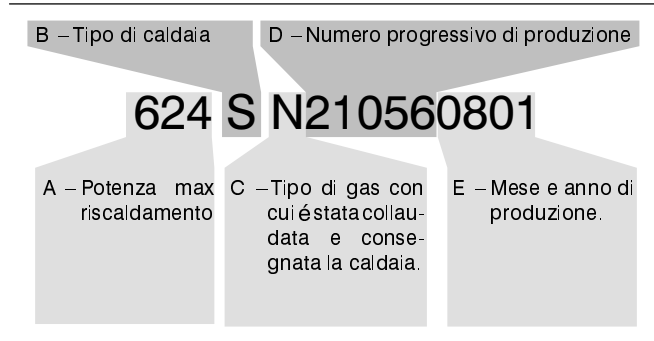 B – Tipo di caldaia
D – Numero progressivo di produzione
624 S N210560801
A – Potenza max
riscaldamento
C – Tipo di gas con
cui é stata collau-
data e conse-
gnata la caldaia.
E – Mese e anno di
produzione.